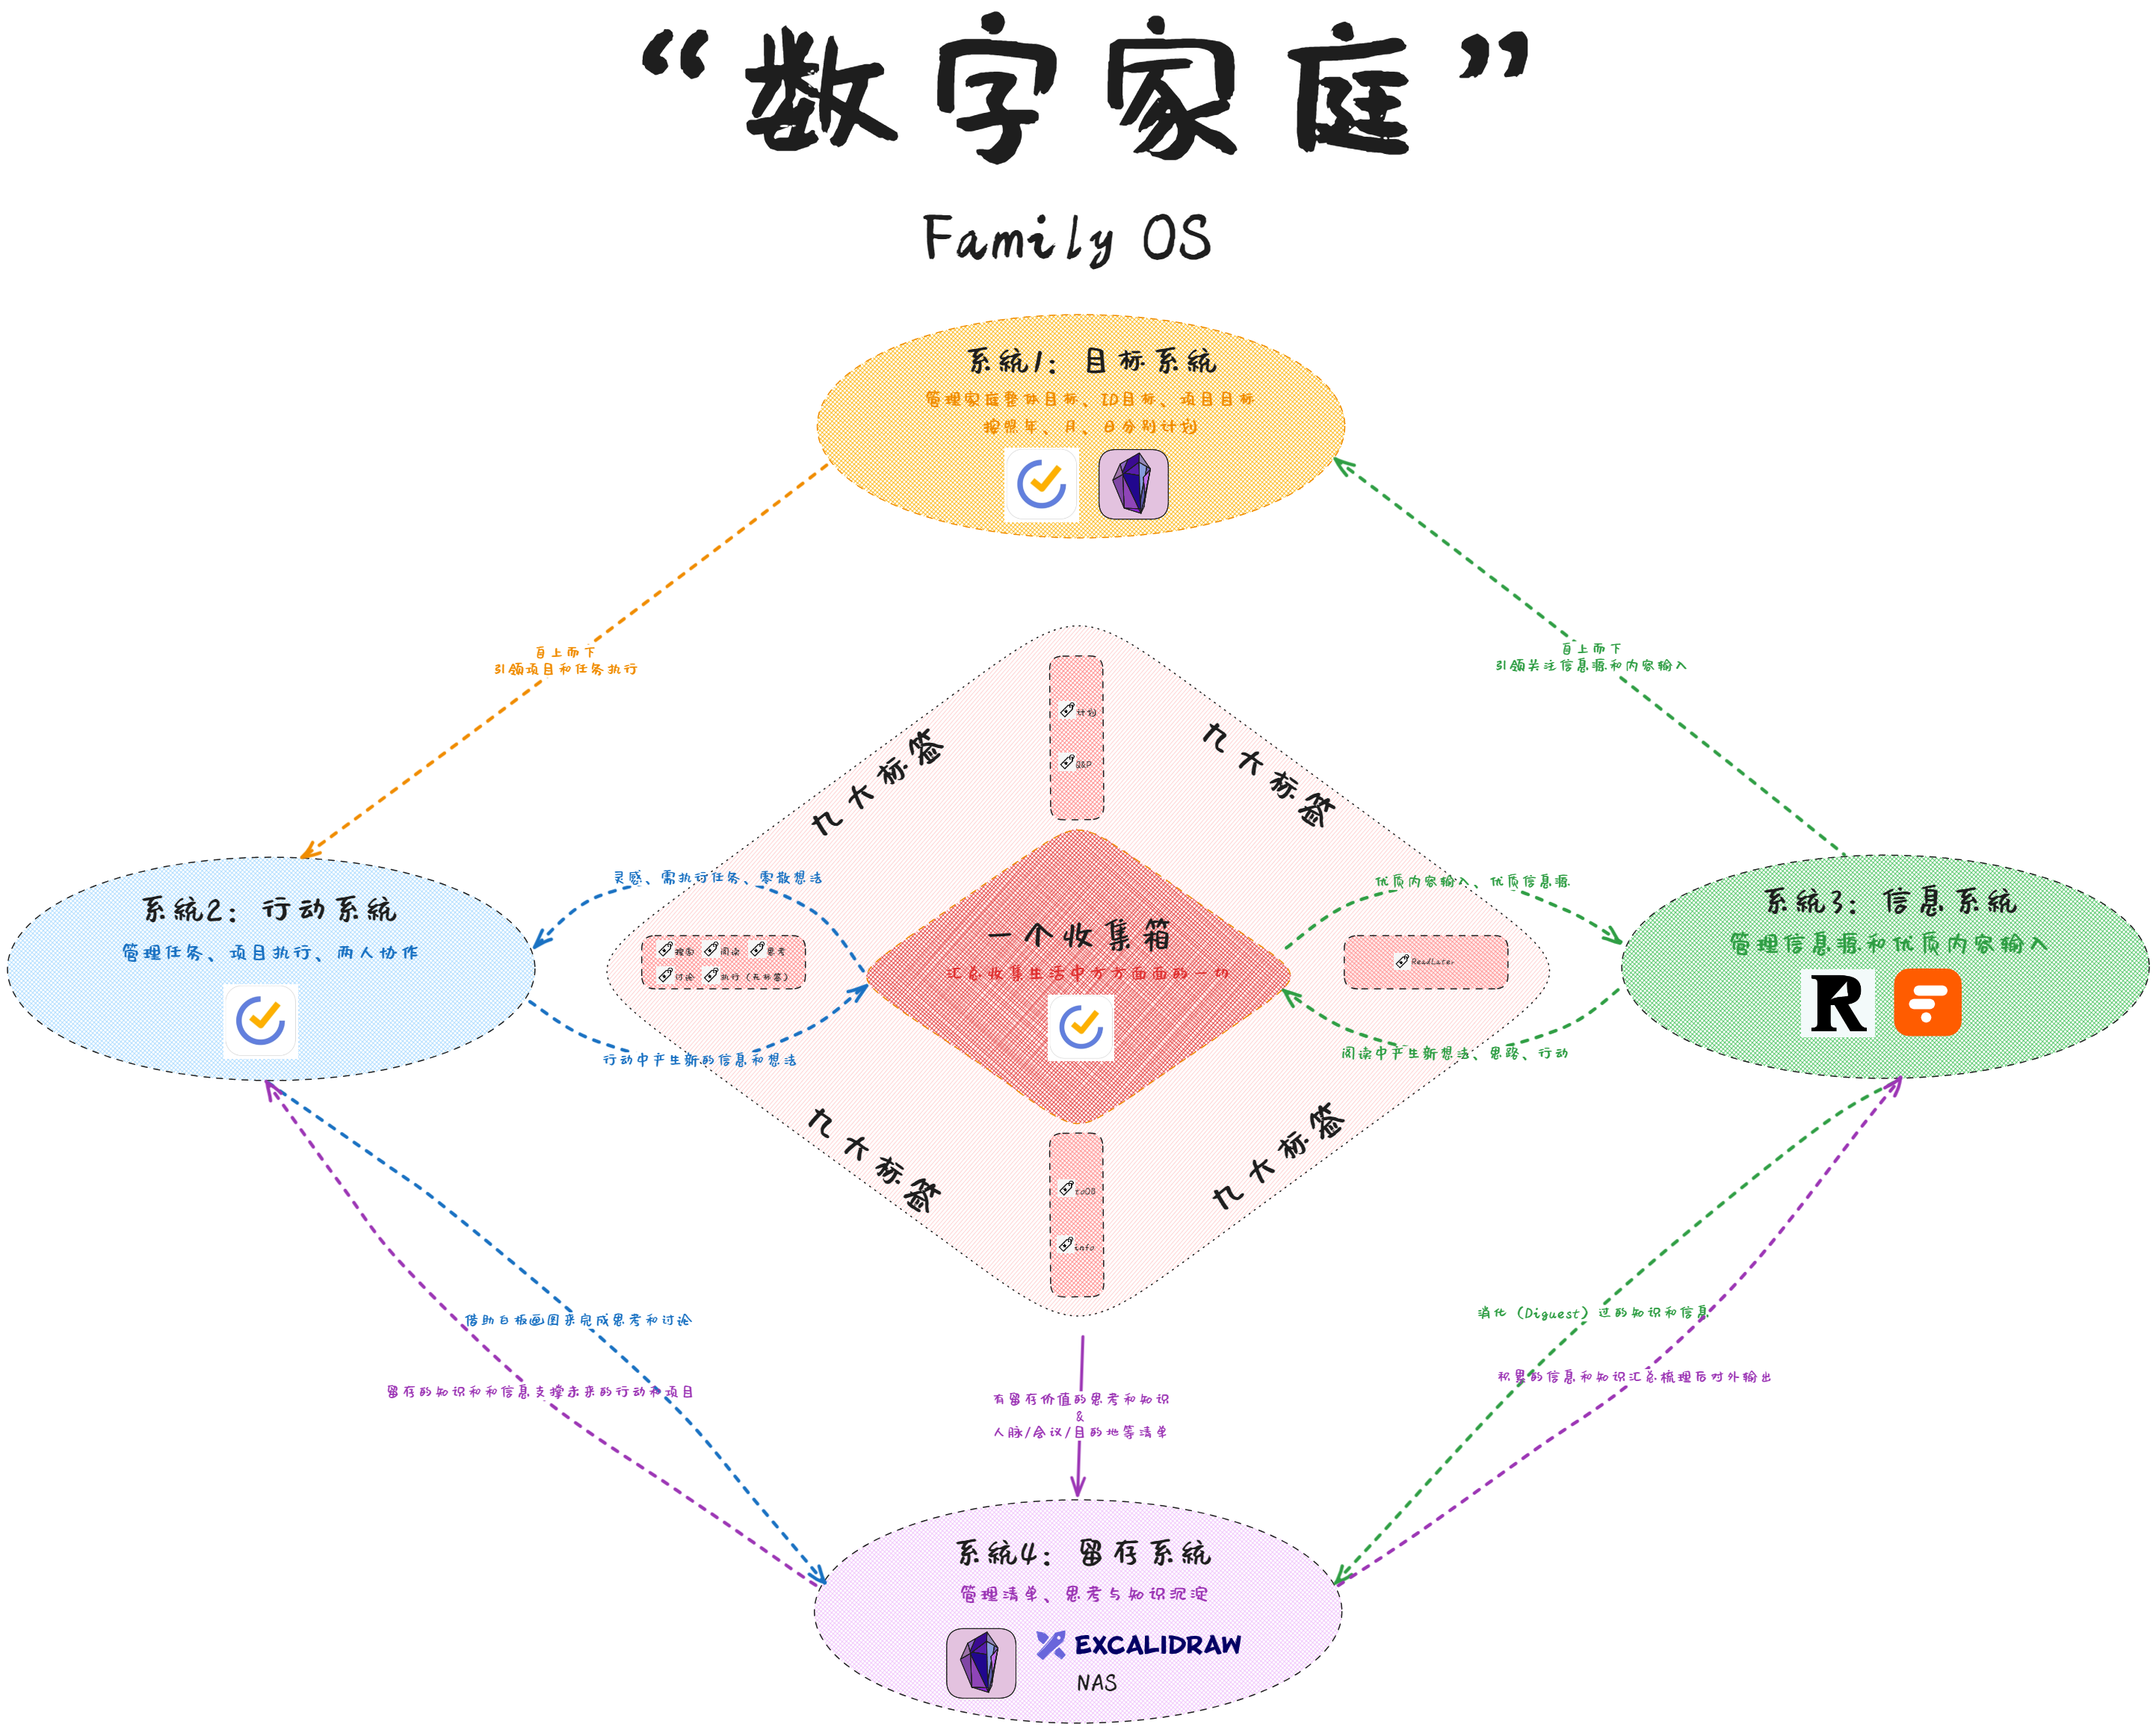 “数字家庭”
Family OS
系统1：目标系统
管理家庭整体目标、ID目标、项目目标
按照年、月、日分别计划
自上而下
引领项目和任务执行
自上而下
引领关注信息源和内容输入
计划
Q&P
九大标签
九大标签
灵感、需执行任务、零散想法
优质内容输入、优质信息源
系统2：行动系统
管理任务、项目执行、两人协作
搜索 阅读 思考
讨论 执行（无标签）
一个收集箱
汇总收集生活中方方面面的一切
ReadLater
系统3：信息系统
管理信息源和优质内容输入
R
行动中产生新的信息和想法
阅读中产生新想法、思路、行动
九大标签
九大标签
toOB
info
借助白板画图来完成思考和讨论
消化（Diguest）过的知识和信息
留存的知识和和信息支撑未来的行动和项目
积累的信息和知识汇总梳理后对外输出
有留存价值的思考和知识
&
人脉/会议/目的地等清单
系统4：留存系统
管理清单、思考与知识沉淀
EXCALIDRAW
NAS